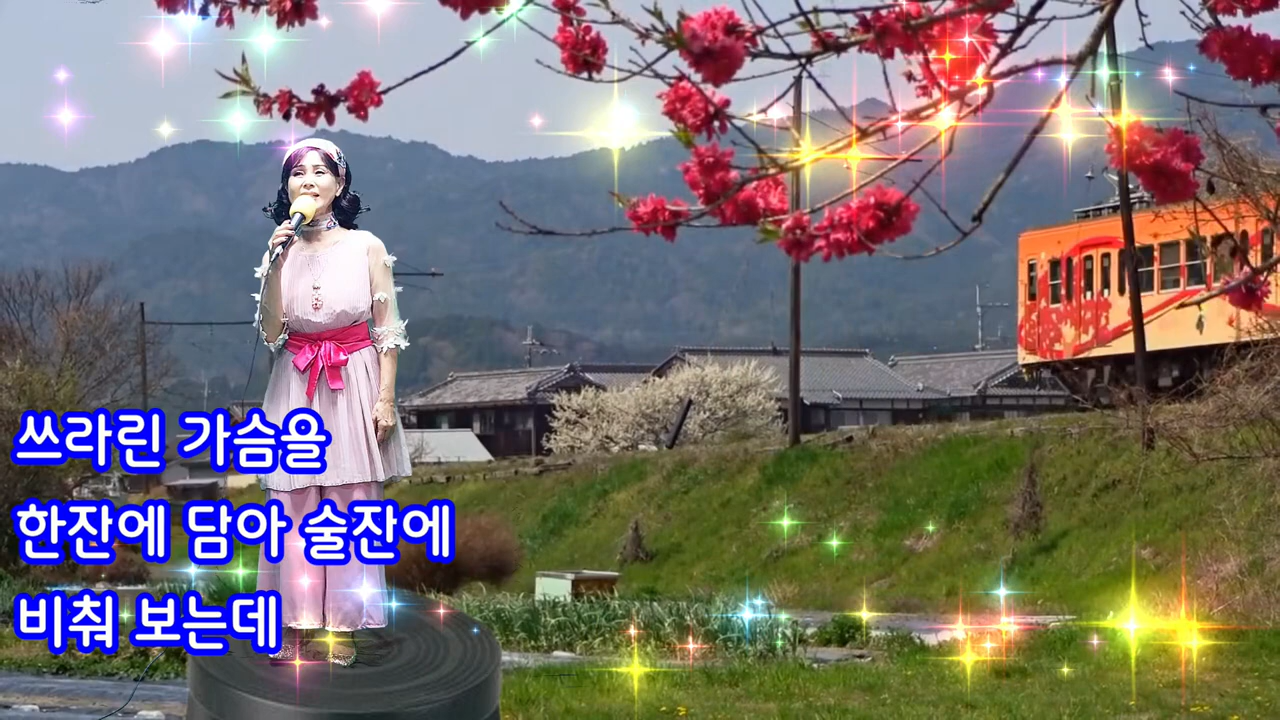 쓰라린 가슴을
한잔에 담아 술잔에
비춰 보는데